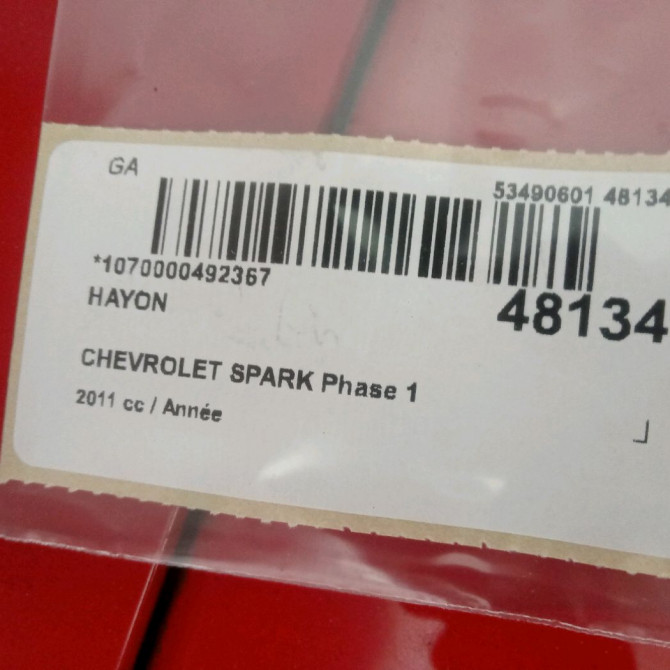 GA
53490601 48134
*1070000492367
48134
HAYON
CHEVROLET SPARK Phase 1
2011 cc / Année